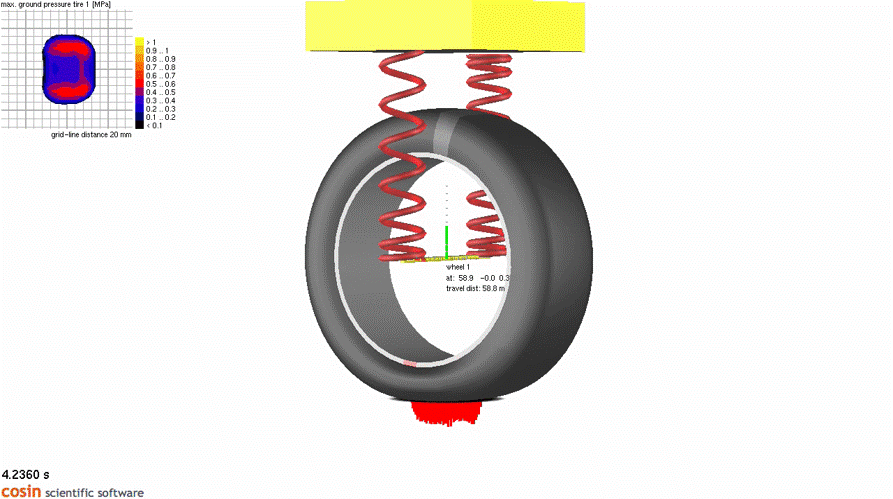 max. ground pressure tire 1 [MPa]
> 1
0.9 .. 1
0.8 .. 0.9
0.7 .. 0.8
0.6 .. 0.7
0.5 .. 0.6
0.4 .. 0.5
0.3 .. 0.4
0.2 .. 0.3
0.1 .. 0.2
< 0.1
grid-line distance 20 mm
wheel 1
at: 58.9 -0.0 0.3
travel dist: 58.8 m
4.2360 s
cosin scientific software